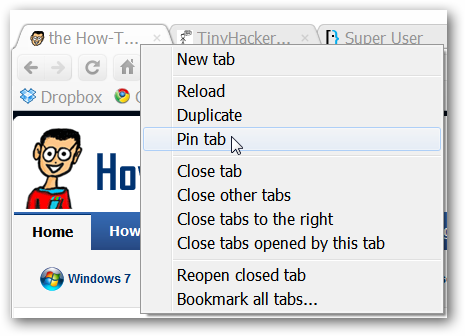 the How-T... TinyHacker... Super User
New tab
Dropbox
Reload
Duplicate
Pin tab
Close tab
Close other tabs
Close tabs to the right
Home How
Close tabs opened by this tab
Windows 7
Reopen closed tab
Bookmark all tabs...